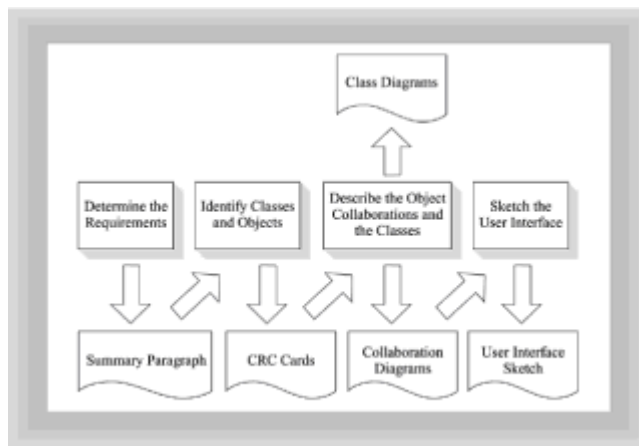 Class Diagrams
Determine the
Requirements
Identify Classes
and Objects
Describe the Object
Collaborations and
the Classes
Sketch the
User Interface
Summary Paragraph
CRC Cards
Collaboration
Diagrams
User Interface
Sketch